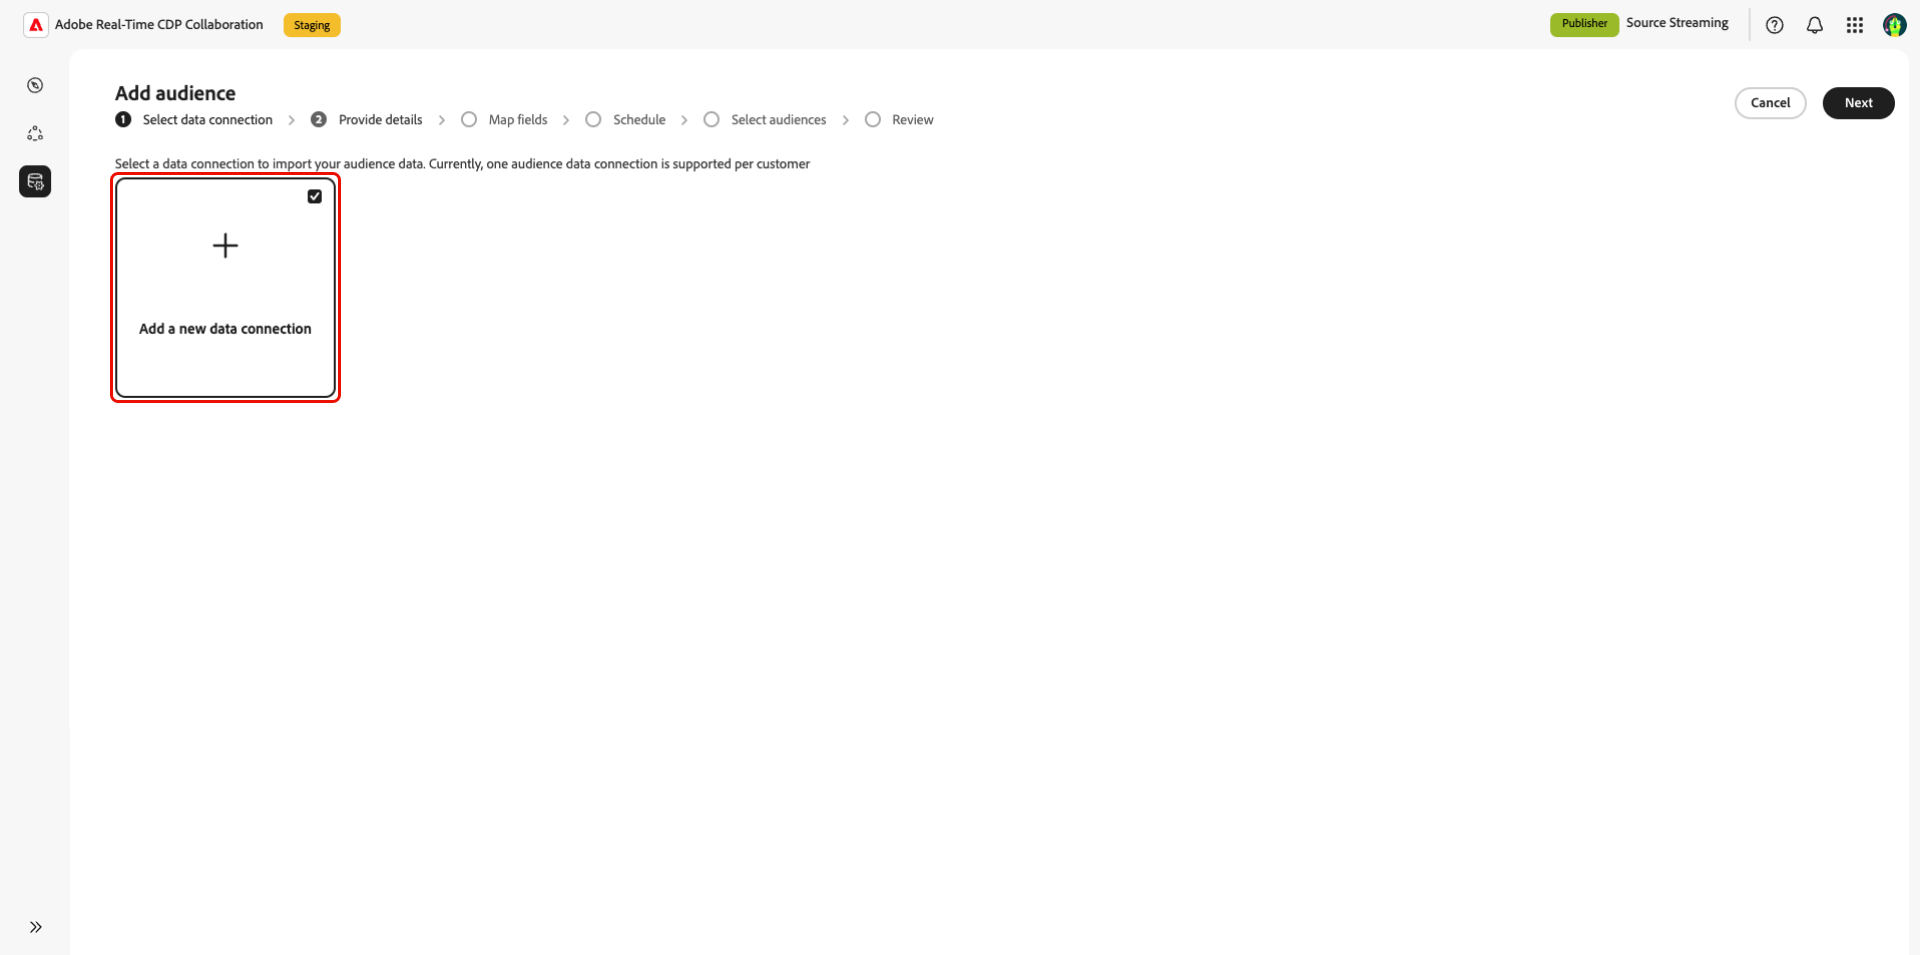 Adobe Real-Time CDP Collaboration Staging Publisher Source Streaming
Add audience
Cancel Next
1 Select data connection 2 Provide details Map fields Schedule Select audiences Review
Select a data connection to import your audience data. Currently, one audience data connection is supported per customer
Add a new data connection